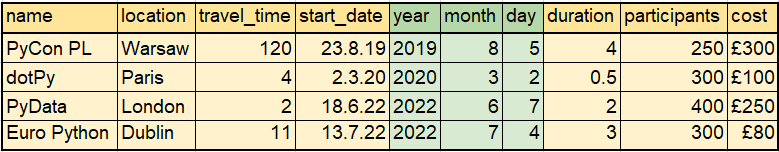 name location travel_time start_date year month day duration participants cost
PyCon PL Warsaw 120 23.8.19 2019 8 5 4 250 £300
dotPy Paris 4 2.3.20 2020 3 2 0.5 300 £100
PyData London 2 18.6.22 2022 6 7 2 400 £250
Euro Python Dublin 11 13.7.22 2022 7 4 3 300 £80